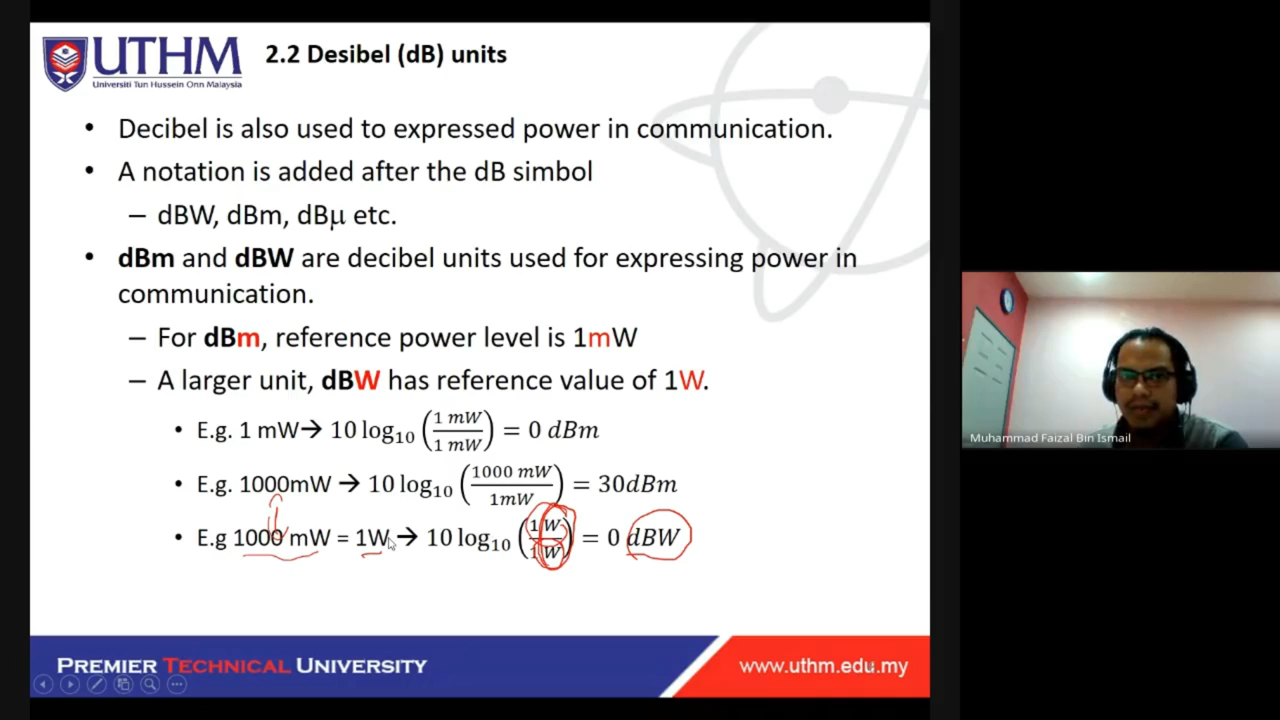 UTHM
Universiti Tun Hussein Onn Malaysia
2.2 Desibel (dB) units
• Decibel is also used to expressed power in communication.
• A notation is added after the dB simbol
– dBW, dBm, dBμ etc.
• dBm and dBW are decibel units used for expressing power in
communication.
– For dBm, reference power level is 1mW
– A larger unit, dBW has reference value of 1W.
• E.g. 1 mW→ 10 log₁₀ (1 mW / 1 mW) = 0 dBm
• E.g. 1000mW → 10 log₁₀ (1000 mW / 1mW) = 30dBm
• E.g 1000 mW = 1W→ 10 log₁₀ (1W / 1W) = 0 dBW
Muhammad Faizal Bin Ismail
PREMIER TECHNICAL UNIVERSITY
www.uthm.edu.my